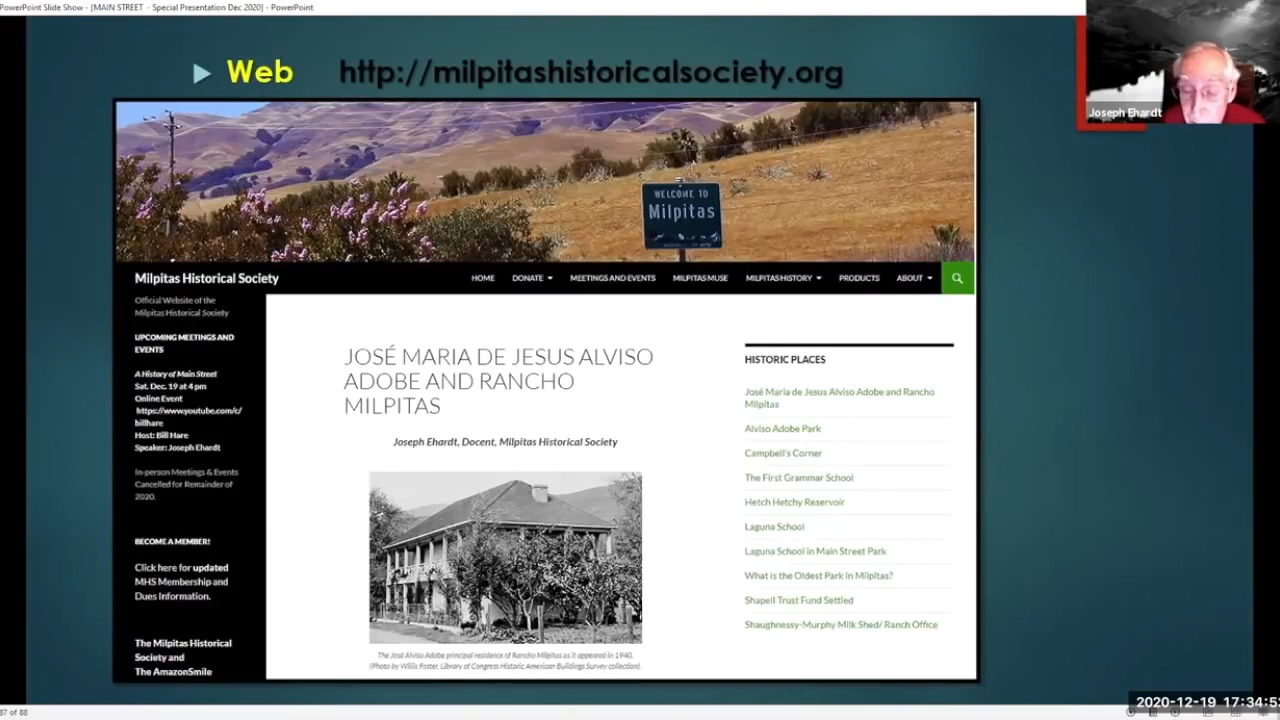 PowerPoint Slide Show - [MAIN STREET - Special Presentation Dec 2020] - PowerPoint
Web http://milpitashistoricalsociety.org
Joseph Ehardt
WELCOME TO
Milpitas
Milpitas Historical Society
HOME DONATE MEETINGS AND EVENTS MILPITAS MUSE MILPITAS HISTORY PRODUCTS ABOUT
Official Website of the
Milpitas Historical Society
UPCOMING MEETINGS AND
EVENTS
A History of Main Street
Sat. Dec. 19 at 4 pm
Online Event
https://www.youtube.com/c/
billhare
Host: Bill Hare
Speaker: Joseph Ehardt
In-person Meetings & Events
Cancelled for Remainder of
2020.
BECOME A MEMBER!
Click here for updated
MHS Membership and
Dues Information.
The Milpitas Historical
Society and
The AmazonSmile
JOSÉ MARIA DE JESUS ALVISO
ADOBE AND RANCHO
MILPITAS
Joseph Ehardt, Docent, Milpitas Historical Society
The José Alviso Adobe principal residence of Rancho Milpitas as it appeared in 1940.
(Photo by Willis Foster, Library of Congress Historic American Buildings Survey collection).
HISTORIC PLACES
José Maria de Jesus Alviso Adobe and Rancho
Milpitas
Alviso Adobe Park
Campbell's Corner
The First Grammar School
Hetch Hetchy Reservoir
Laguna School
Laguna School in Main Street Park
What is the Oldest Park in Milpitas?
Shapell Trust Fund Settled
Shaughnessy-Murphy Milk Shed/ Ranch Office
87 of 88
2020-12-19 17:34:5